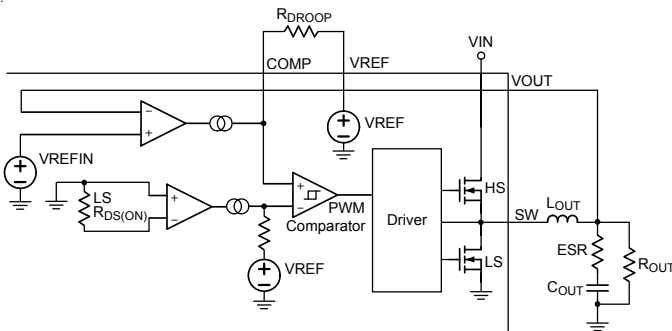 RDROOP
VIN
COMP
VREF
VOUT
−
+
VREF
VREFIN
LS
RDS(ON)
+
−
+
−
PWM
Comparator
VREF
Driver
HS
SW
LOUT
LS
ESR
ROUT
COUT